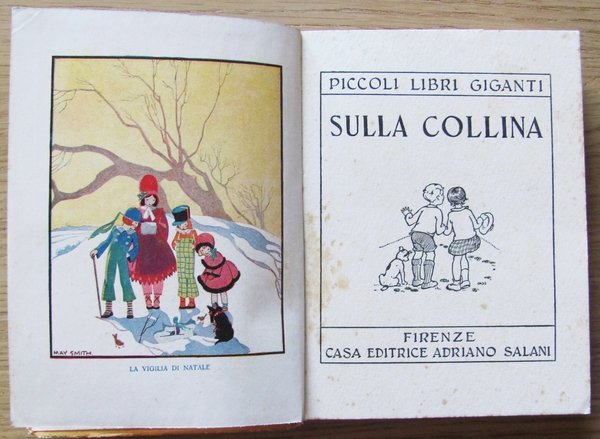 MAY SMITH.
LA VIGILIA DI NATALE
PICCOLI LIBRI GIGANTI
SULLA COLLINA
FIRENZE
CASA EDITRICE ADRIANO SALANI